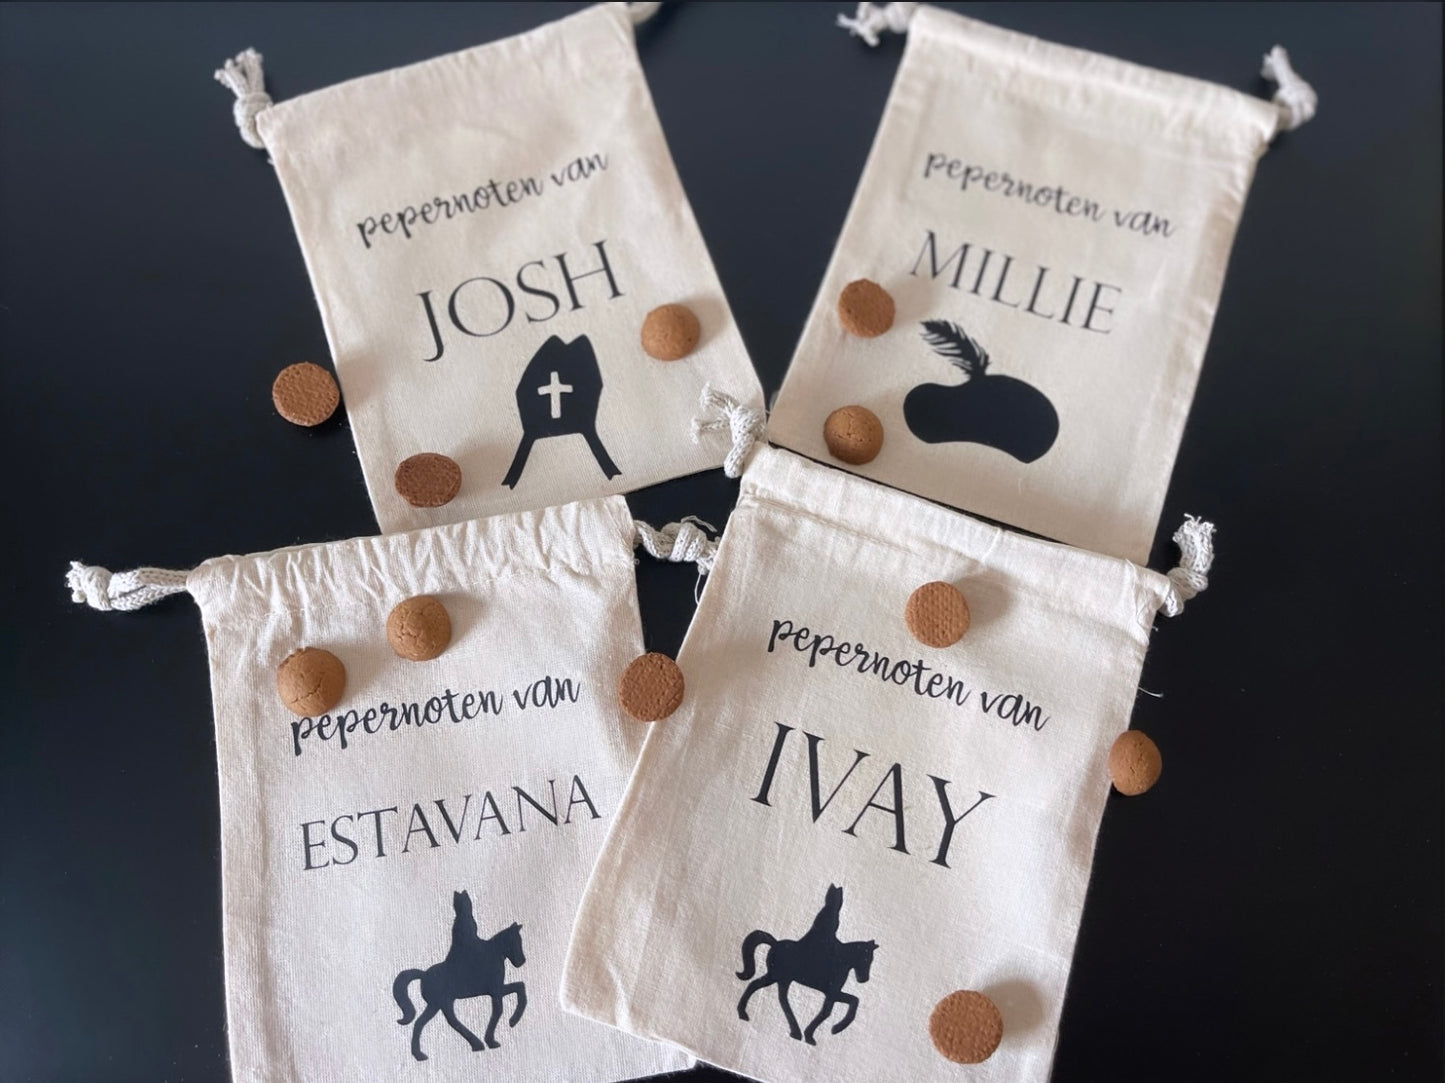 pepernoten van
JOSH
pepernoten van
MILLIE
pepernoten van
ESTAVANA
pepernoten van
IVAY